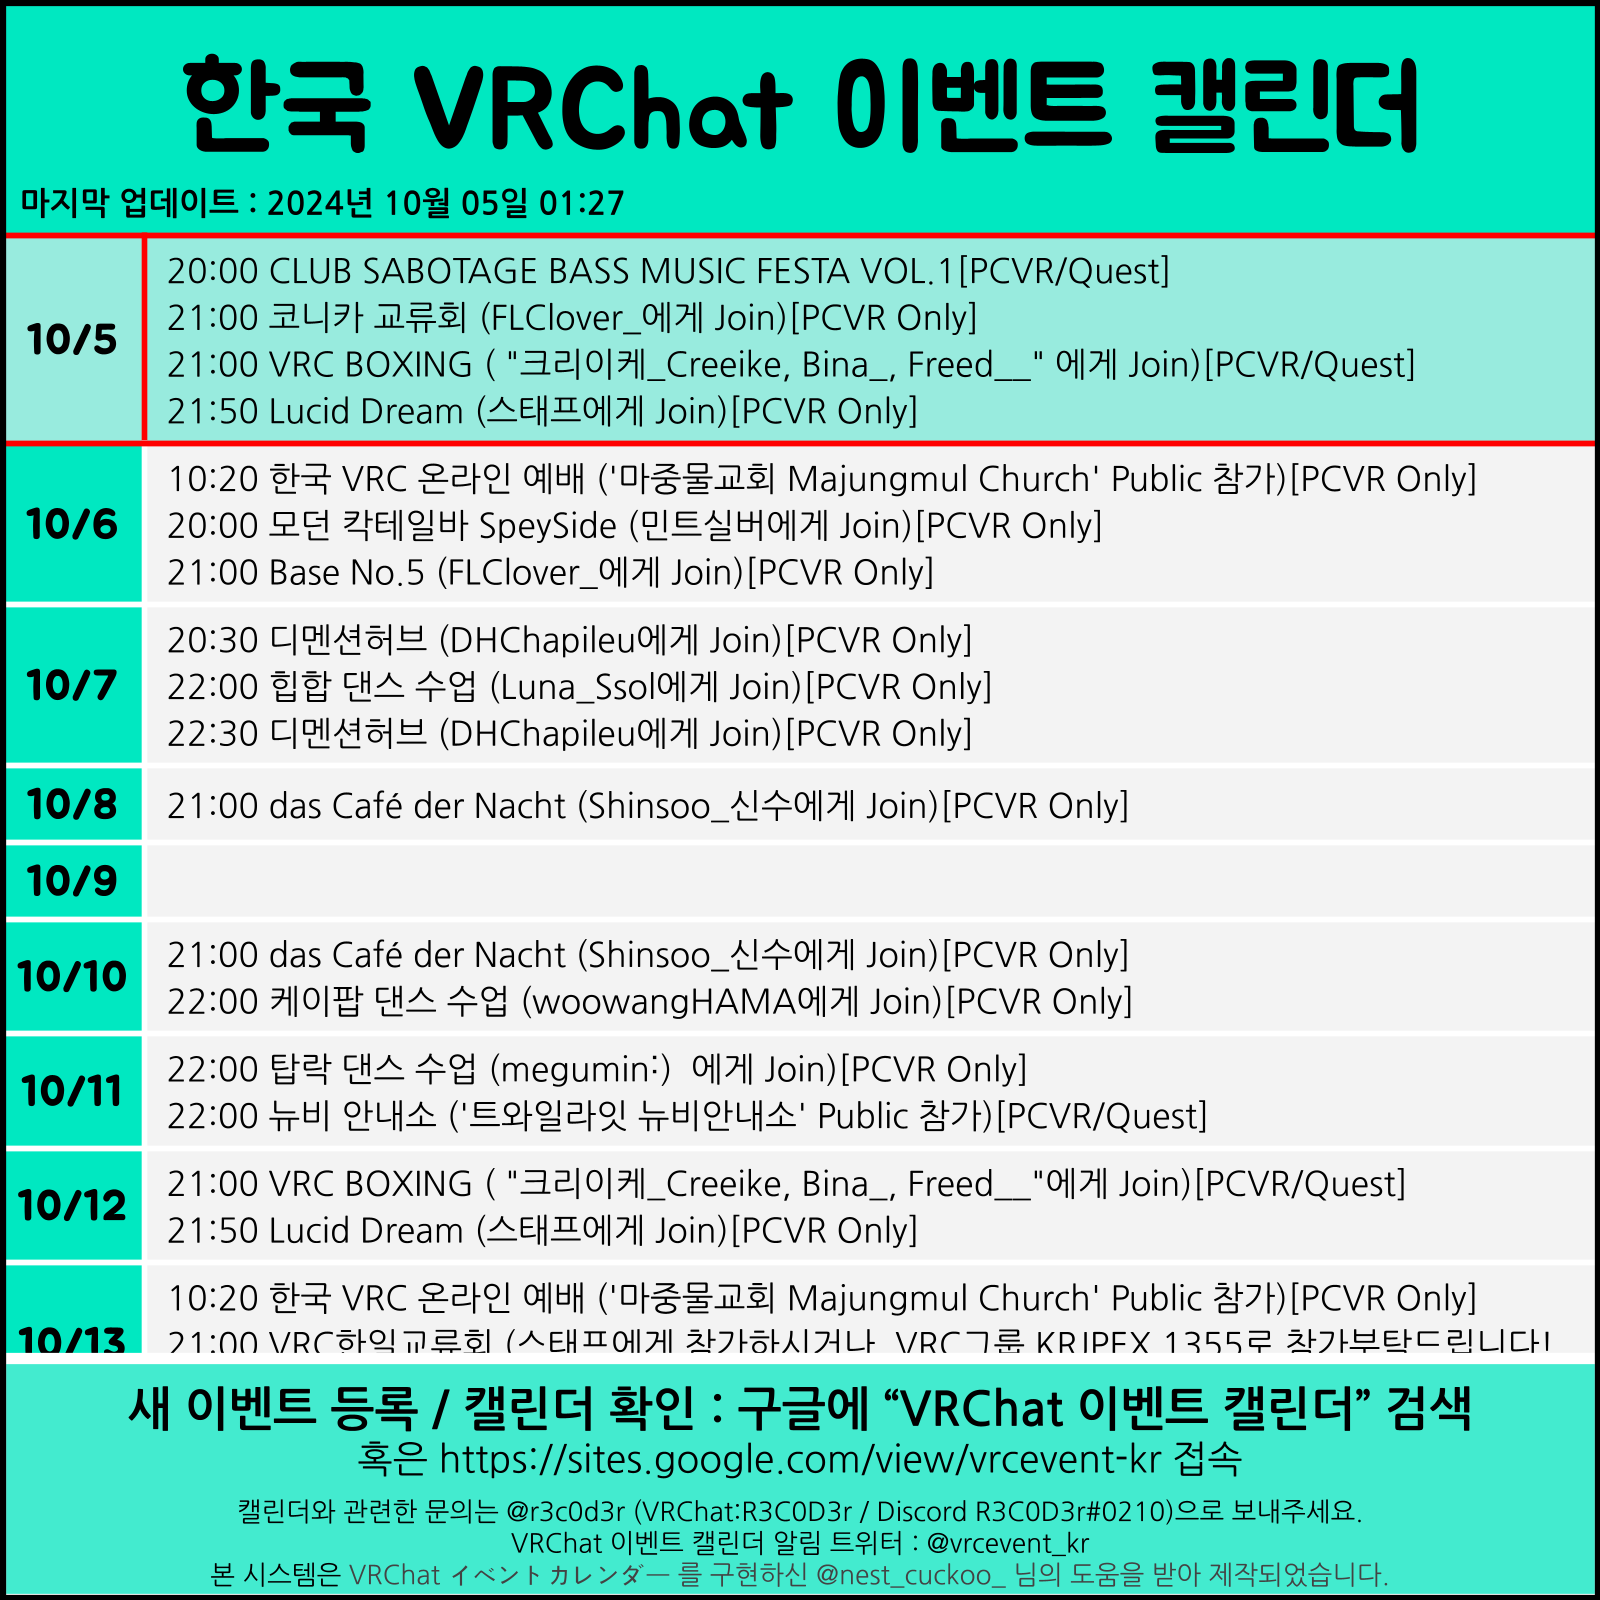 한국 VRChat 이벤트 캘린더
마지막 업데이트 : 2024년 10월 05일 01:27
10/5
20:00 CLUB SABOTAGE BASS MUSIC FESTA VOL.1[PCVR/Quest]
21:00 코니카 교류회 (FLClover_에게 Join)[PCVR Only]
21:00 VRC BOXING ( "크리이케_Creeike, Bina_, Freed__" 에게 Join)[PCVR/Quest]
21:50 Lucid Dream (스태프에게 Join)[PCVR Only]
10/6
10:20 한국 VRC 온라인 예배 ('마중물교회 Majungmul Church' Public 참가)[PCVR Only]
20:00 모던 칵테일바 SpeySide (민트실버에게 Join)[PCVR Only]
21:00 Base No.5 (FLClover_에게 Join)[PCVR Only]
10/7
20:30 디멘션허브 (DHChapileu에게 Join)[PCVR Only]
22:00 힙합 댄스 수업 (Luna_Ssol에게 Join)[PCVR Only]
22:30 디멘션허브 (DHChapileu에게 Join)[PCVR Only]
10/8
21:00 das Café der Nacht (Shinsoo_신수에게 Join)[PCVR Only]
10/9
10/10
21:00 das Café der Nacht (Shinsoo_신수에게 Join)[PCVR Only]
22:00 케이팝 댄스 수업 (woowangHAMA에게 Join)[PCVR Only]
10/11
22:00 탑락 댄스 수업 (megumin:)  에게 Join)[PCVR Only]
22:00 뉴비 안내소 ('트와일라잇 뉴비안내소' Public 참가)[PCVR/Quest]
10/12
21:00 VRC BOXING ( "크리이케_Creeike, Bina_, Freed__"에게 Join)[PCVR/Quest]
21:50 Lucid Dream (스태프에게 Join)[PCVR Only]
10/13
10:20 한국 VRC 온라인 예배 ('마중물교회 Majungmul Church' Public 참가)[PCVR Only]
21:00 VRC한일교류회 (스태프에게 참가하시거나, VRC그룹 KRJPEX.1355로 참가부탁드립니다!
새 이벤트 등록 / 캘린더 확인 : 구글에 “VRChat 이벤트 캘린더” 검색
혹은 https://sites.google.com/view/vrcevent-kr 접속
캘린더와 관련한 문의는 @r3c0d3r (VRChat:R3C0D3r / Discord R3C0D3r#0210)으로 보내주세요.
VRChat 이벤트 캘린더 알림 트위터 : @vrcevent_kr
본 시스템은 VRChat イベントカレンダー 를 구현하신 @nest_cuckoo_ 님의 도움을 받아 제작되었습니다.